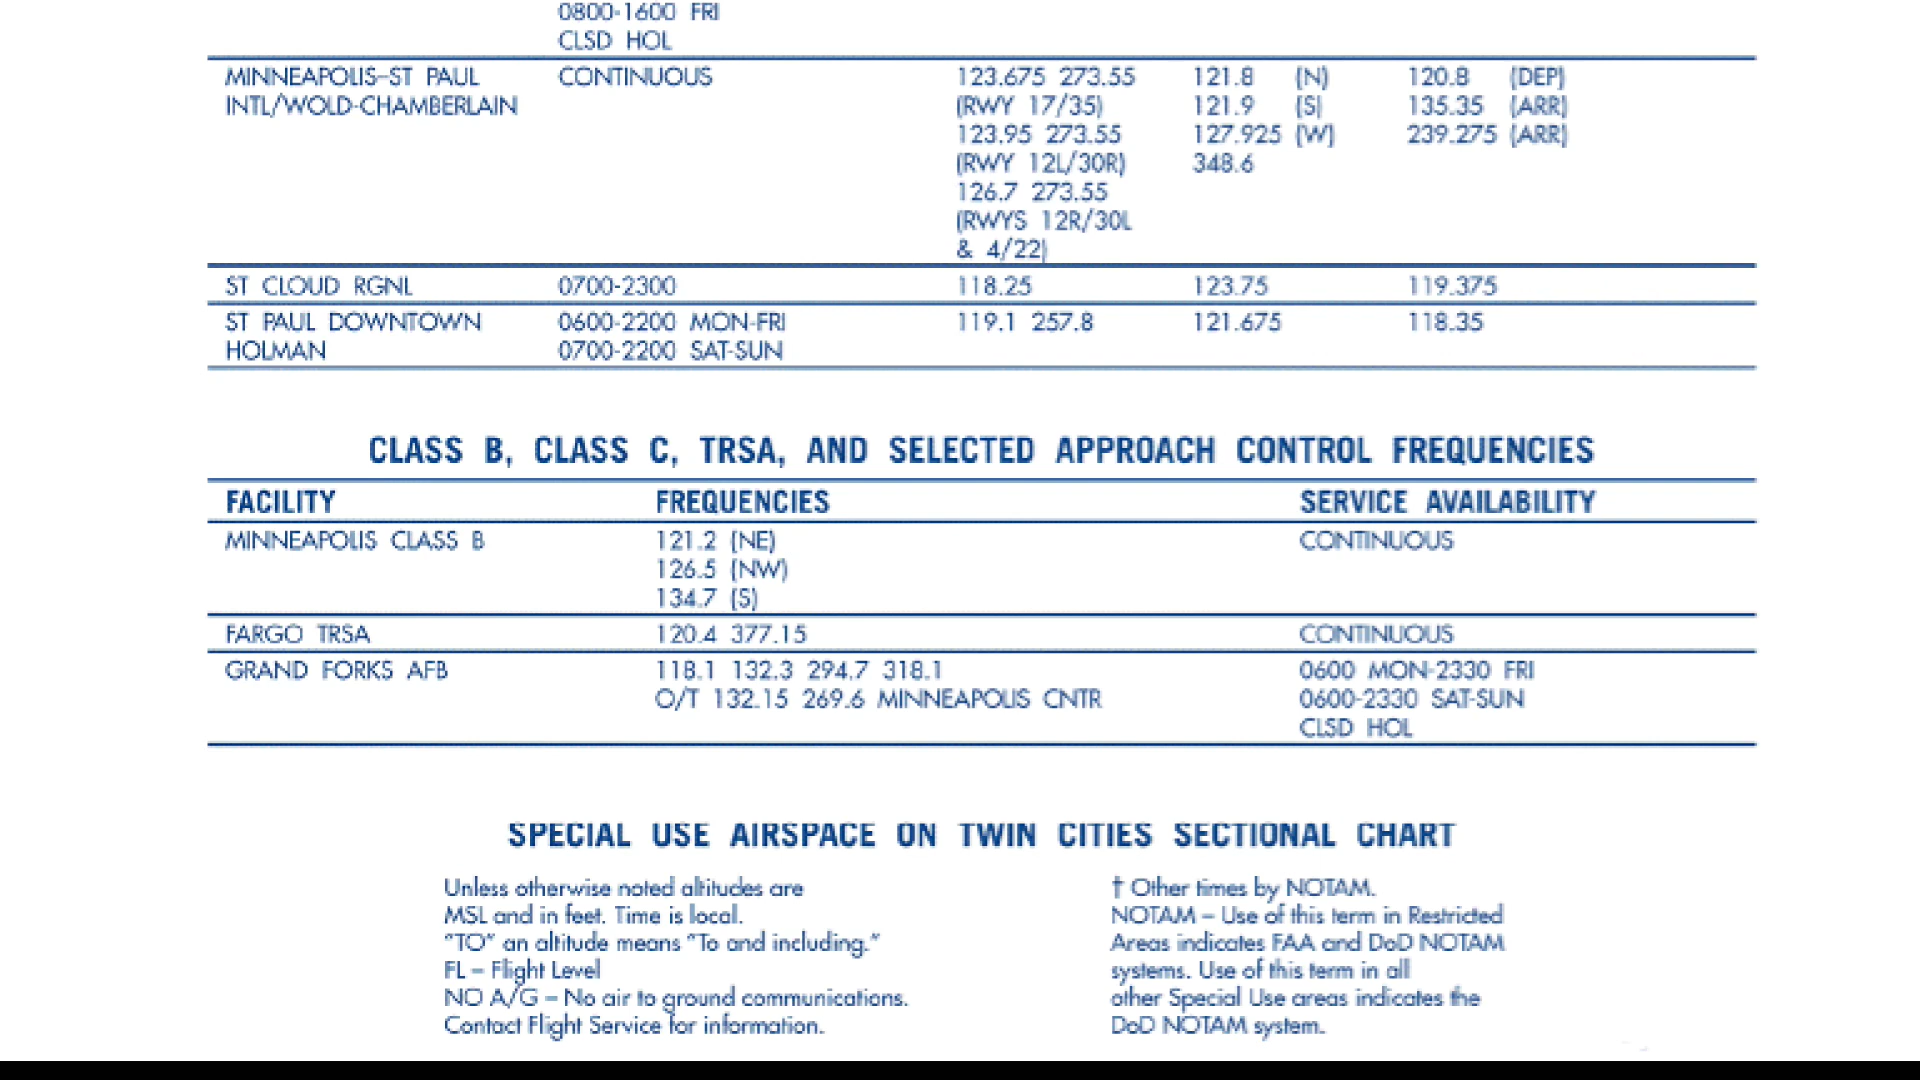 0800-1600 FRI
CLSD HOL
MINNEAPOLIS–ST PAUL CONTINUOUS 123.675 273.55 121.8 (N) 120.8 (DEP)
INTL/WOLD-CHAMBERLAIN (RWY 17/35) 121.9 (S) 135.35 (ARR)
123.95 273.55 127.925 (W) 239.275 (ARR)
(RWY 12L/30R) 348.6
126.7 273.55
(RWYS 12R/30L
& 4/22)
ST CLOUD RGNL 0700-2300 118.25 123.75 119.375
ST PAUL DOWNTOWN 0600-2200 MON-FRI 119.1 257.8 121.675 118.35
HOLMAN 0700-2200 SAT-SUN
CLASS B, CLASS C, TRSA, AND SELECTED APPROACH CONTROL FREQUENCIES
FACILITY FREQUENCIES SERVICE AVAILABILITY
MINNEAPOLIS CLASS B 121.2 (NE) CONTINUOUS
126.5 (NW)
134.7 (S)
FARGO TRSA 120.4 377.15 CONTINUOUS
GRAND FORKS AFB 118.1 132.3 294.7 318.1 0600 MON-2330 FRI
O/T 132.15 269.6 MINNEAPOLIS CNTR 0600-2330 SAT-SUN
CLSD HOL
SPECIAL USE AIRSPACE ON TWIN CITIES SECTIONAL CHART
Unless otherwise noted altitudes are
MSL and in feet. Time is local.
"TO" an altitude means "To and including."
FL – Flight Level
NO A/G – No air to ground communications.
Contact Flight Service for information.
† Other times by NOTAM.
NOTAM – Use of this term in Restricted
Areas indicates FAA and DoD NOTAM
systems. Use of this term in all
other Special Use areas indicates the
DoD NOTAM system.